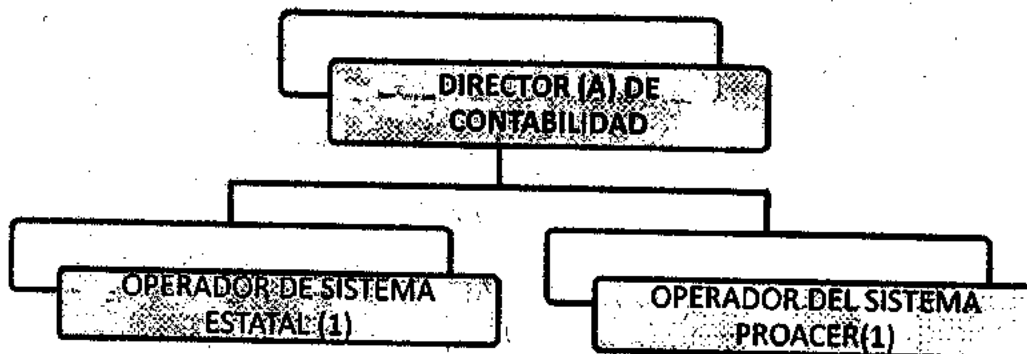 DIRECTOR (A) DE
CONTABILIDAD
OPERADOR DE SISTEMA
ESTATAL (1)
OPERADOR DEL SISTEMA
PROACER(1)